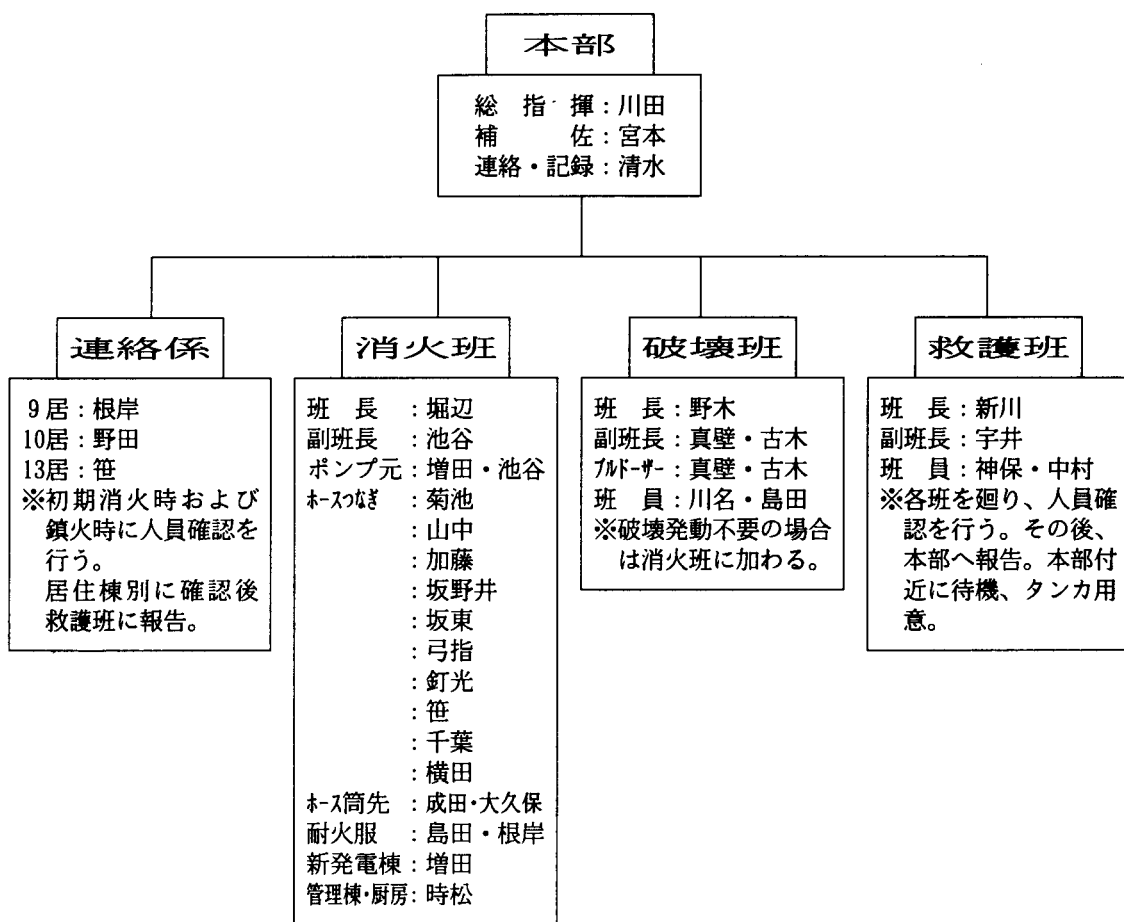 本部
総指揮：川田
補佐：宮本
連絡・記録：清水
連絡係
9居：根岸
10居：野田
13居：笹
※初期消火時および
鎮火時に人員確認を
行う。
居住棟別に確認後
救護班に報告。
消火班
班長：堀辺
副班長：池谷
ポンプ元：増田・池谷
ホースつなぎ：菊池
：山中
：加藤
：坂野井
：坂東
：弓指
：釘光
：笹
：千葉
：横田
ホース筒先：成田・大久保
耐火服：島田・根岸
新発電棟：増田
管理棟・厨房：時松
破壊班
班長：野木
副班長：真壁・古木
ブルドーザー：真壁・古木
班員：川名・島田
※破壊発動不要の場合
は消火班に加わる。
救護班
班長：新川
副班長：宇井
班員：神保・中村
※各班を廻り、人員確
認を行う。その後、
本部へ報告。本部付
近に待機、タンカ用
意。